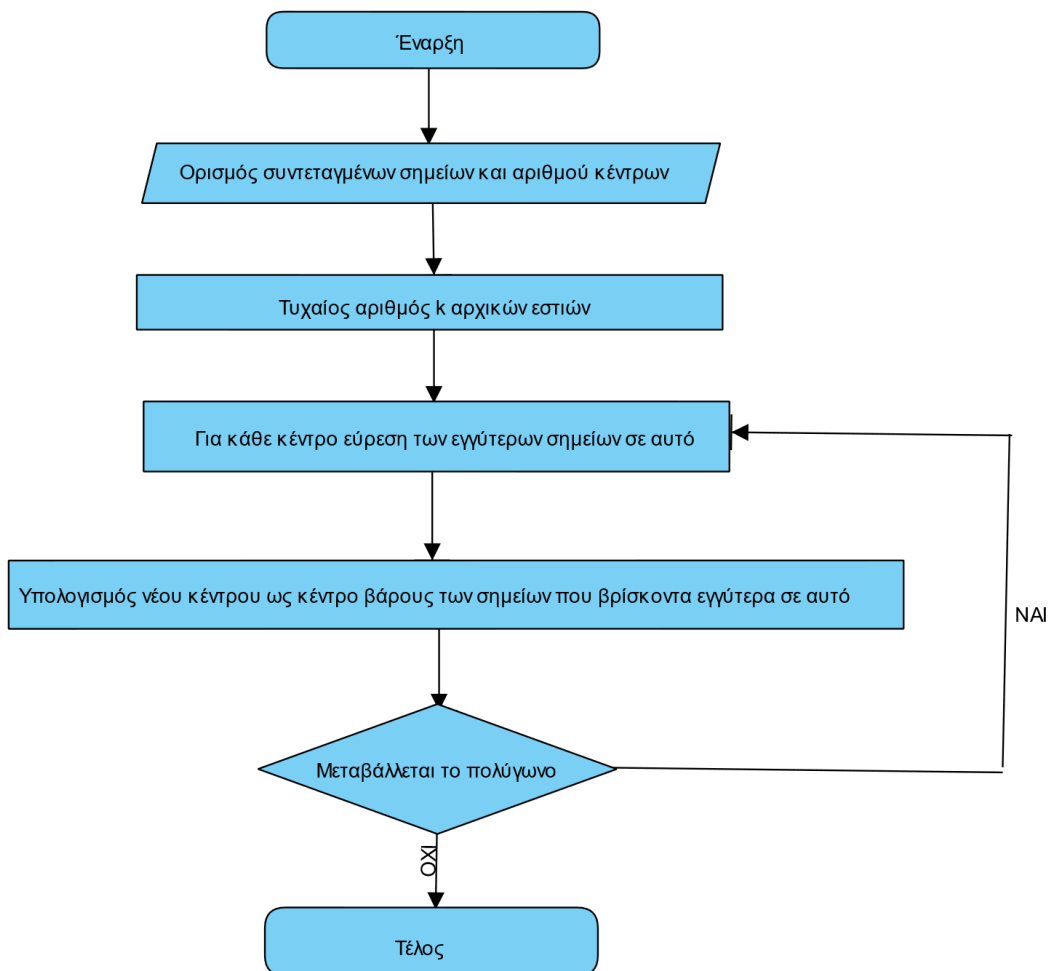 Έναρξη
Ορισμός συντεταγμένων σημείων και αριθμού κέντρων
Τυχαίος αριθμός k αρχικών εστιών
Για κάθε κέντρο εύρεση των εγγύτερων σημείων σε αυτό
Υπολογισμός νέου κέντρου ως κέντρο βάρους των σημείων που βρίσκοντα εγγύτερα σε αυτό
ΝΑΙ
Μεταβάλλεται το πολύγωνο
ΟΧΙ
Τέλος